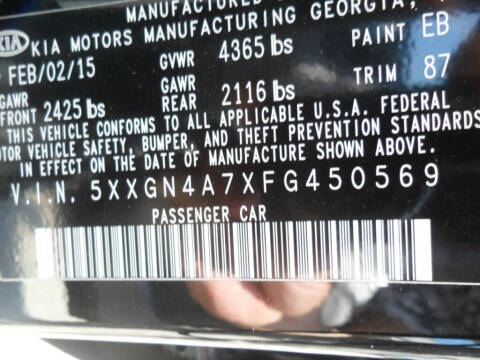 MANUFACTURED
KIA KIA MOTORS MANUFACTURING GEORGIA,
FEB/02/15 GVWR 4365 lbs PAINT EB
GAWR FRONT 2425 lbs GAWR REAR 2116 lbs TRIM 87
THIS VEHICLE CONFORMS TO ALL APPLICABLE U.S.A. FEDERAL
MOTOR VEHICLE SAFETY, BUMPER, AND THEFT PREVENTION STANDARDS
IN EFFECT ON THE DATE OF MANUFACTURE SHOWN ABOVE.
V.I.N. 5XXGN4A7XFG450569
PASSENGER CAR